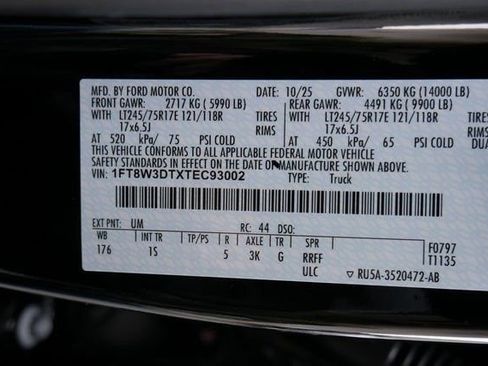 MFD. BY FORD MOTOR CO. DATE: 10/25 GVWR: 6350 KG (14000 LB)
FRONT GAWR: 2717 KG ( 5990 LB) REAR GAWR: 4491 KG ( 9900 LB)
LT245/75R17E 121/118R TIRES LT245/75R17E 121/118R TIRES
17x6.5J RIMS 17x6.5J RIMS
AT 520 kPa/ 75 PSI COLD AT 450 kPa/ 65 PSI COLD DUA
THIS VEHICLE CONFORMS TO ALL APPLICABLE FEDERAL MOTOR VEHICLE
SAFETY STANDARDS IN EFFECT ON THE DATE OF MANUFACTURE SHOWN ABOVE.
VIN: 1FT8W3DTXTEC93002 TYPE: Truck
EXT PNT: UM RC: 44 DSO:
WB INT TR TP/PS R AXLE TR SPR F0797
176 1S 5 3K G RRFF T1135
ULC ▽ RU5A-3520472-AB